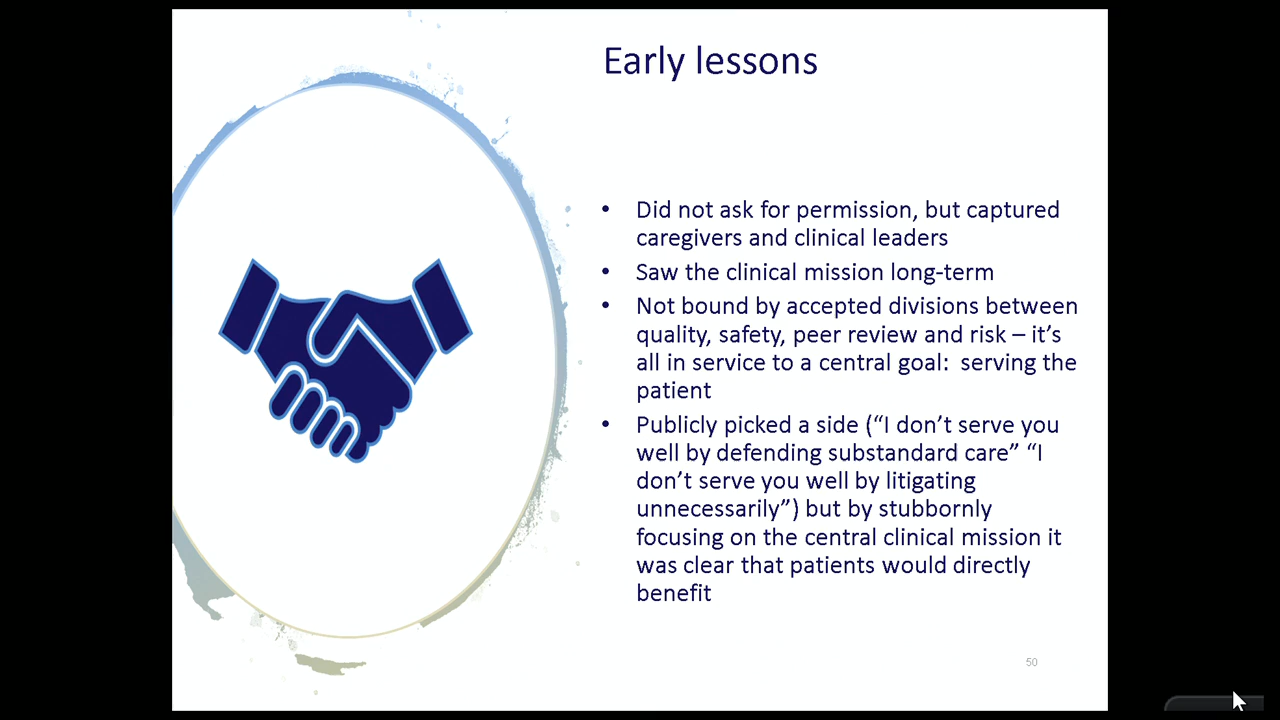 Early lessons
• Did not ask for permission, but captured
caregivers and clinical leaders
• Saw the clinical mission long-term
• Not bound by accepted divisions between
quality, safety, peer review and risk – it’s
all in service to a central goal:  serving the
patient
• Publicly picked a side (“I don’t serve you
well by defending substandard care” “I
don’t serve you well by litigating
unnecessarily”) but by stubbornly
focusing on the central clinical mission it
was clear that patients would directly
benefit
50